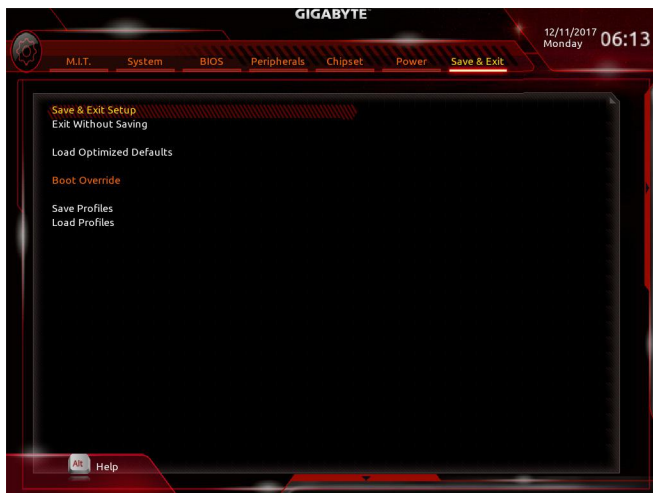 GIGABYTE™
12/11/2017
Monday
06:13
M.I.T. System BIOS Peripherals Chipset Power Save & Exit
Save & Exit Setup
Exit Without Saving
Load Optimized Defaults
Boot Override
Save Profiles
Load Profiles
Alt Help